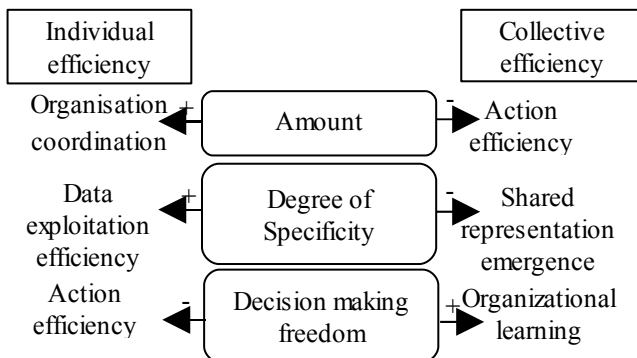 Individual
efficiency
Collective
efficiency
Organisation
coordination
+
Amount
-
Action
efficiency
Data
exploitation
efficiency
+
Degree of
Specificity
-
Shared
representation
emergence
Action
efficiency
-
Decision making
freedom
+
Organizational
learning